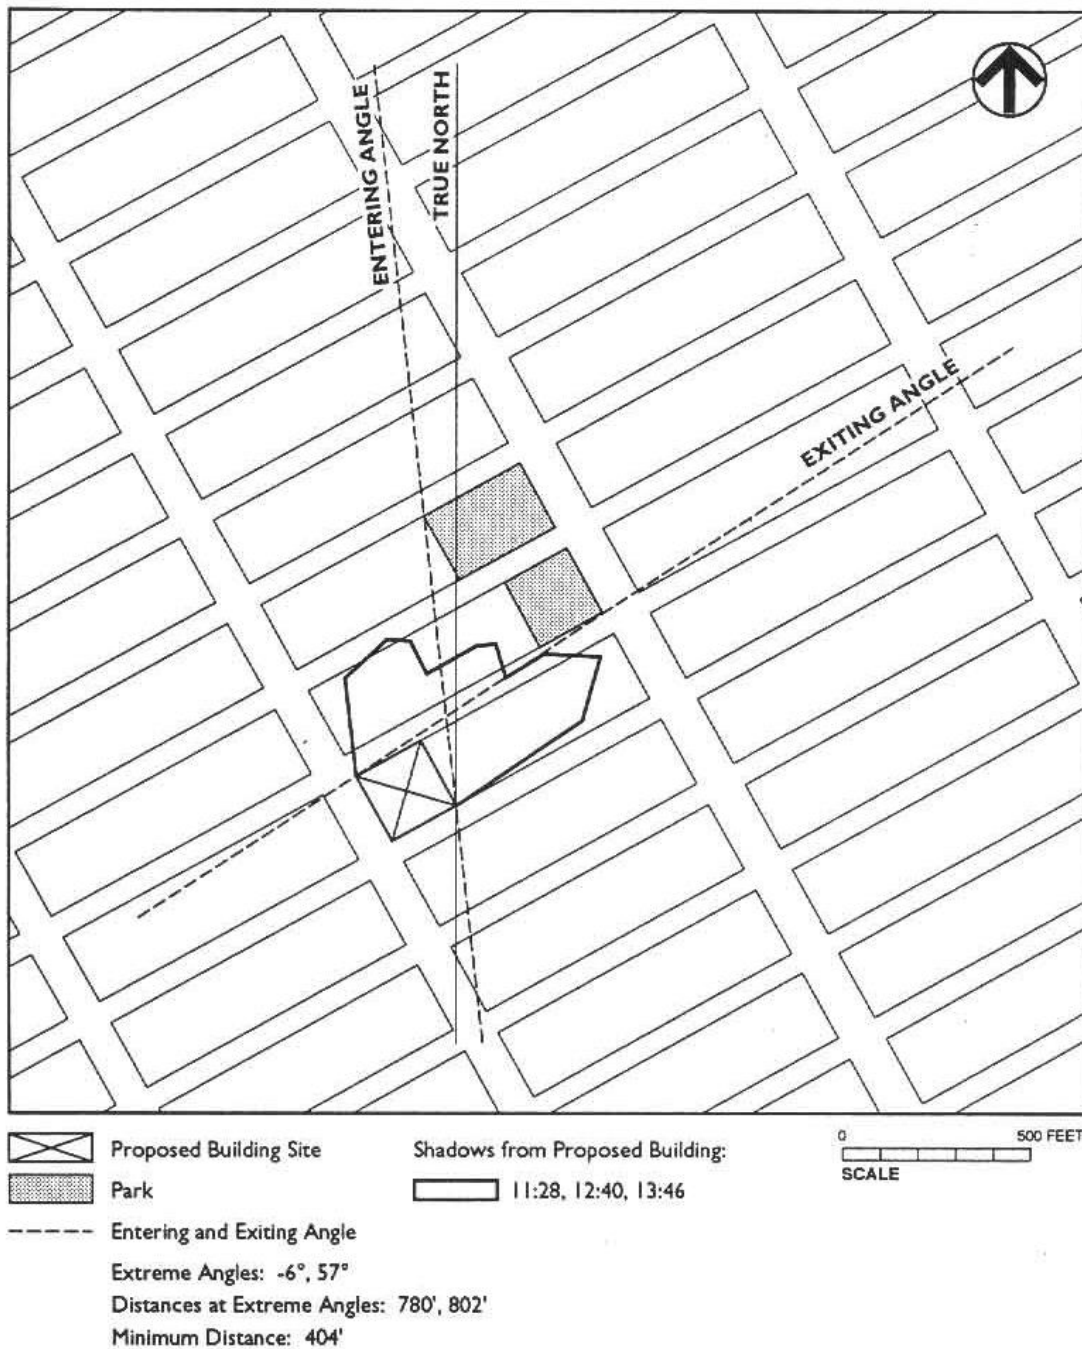 ENTERING ANGLE
TRUE NORTH
EXITING ANGLE
Proposed Building Site
Park
Entering and Exiting Angle
Extreme Angles: -6°, 57°
Distances at Extreme Angles: 780', 802'
Minimum Distance: 404'
Shadows from Proposed Building:
11:28, 12:40, 13:46
0 500 FEET
SCALE